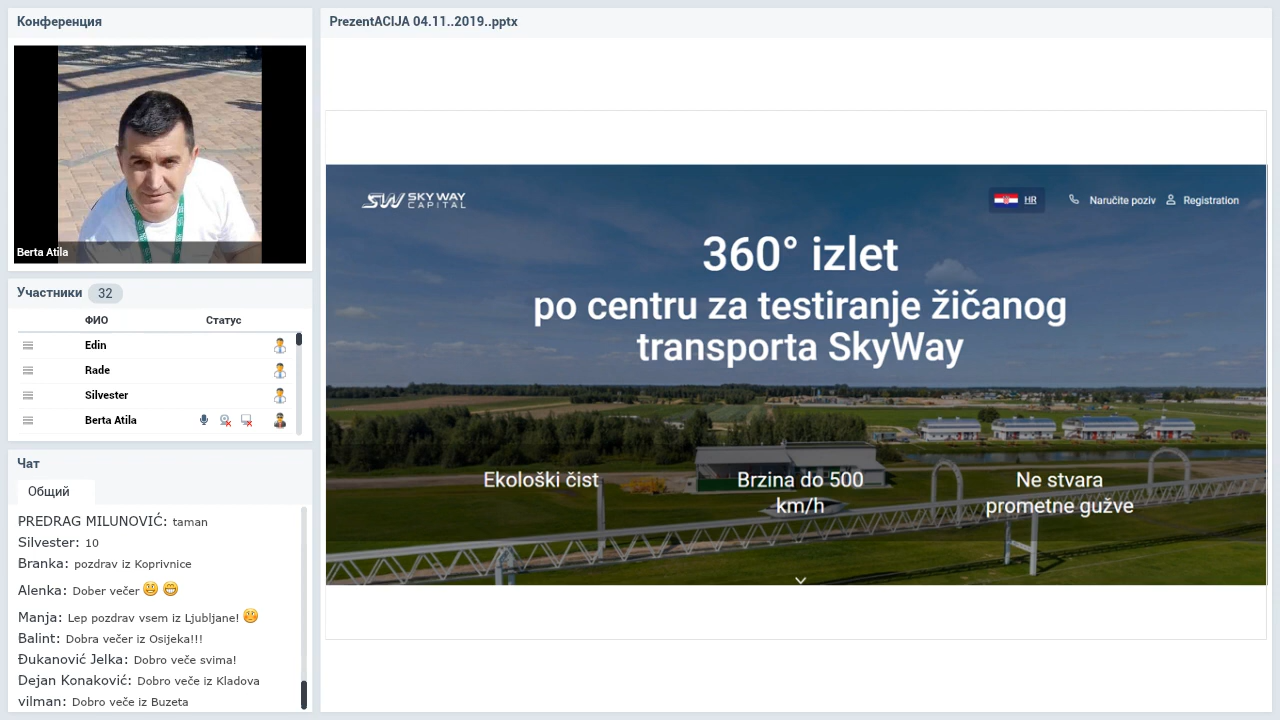 Конференция
Berta Atila
Участники 32
ФИО Статус
Edin
Rade
Silvester
Berta Atila
Чат
Общий
PREDRAG MILUNOVIĆ: taman
Silvester: 10
Branka: pozdrav iz Koprivnice
Alenka: Dober večer
Manja: Lep pozdrav vsem iz Ljubljane!
Balint: Dobra večer iz Osijeka!!!
Đukanović Jelka: Dobro veče svima!
Dejan Konaković: Dobro veče iz Kladova
vilman: Dobro veče iz Buzeta
PrezentACIJA 04.11..2019..pptx
SW SKY WAY
CAPITAL
HR Naručite poziv Registration
360° izlet
po centru za testiranje žičanog
transporta SkyWay
Ekološki čist
Brzina do 500
km/h
Ne stvara
prometne gužve